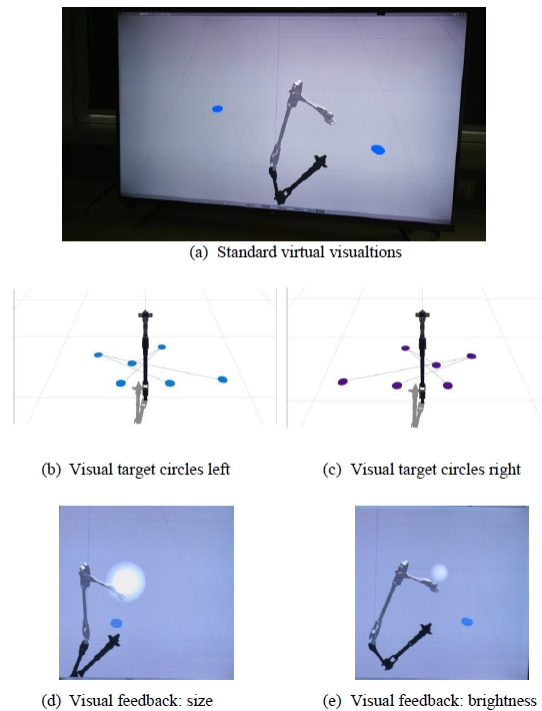 (a) Standard virtual visualtions
(b) Visual target circles left
(c) Visual target circles right
(d) Visual feedback: size
(e) Visual feedback: brightness